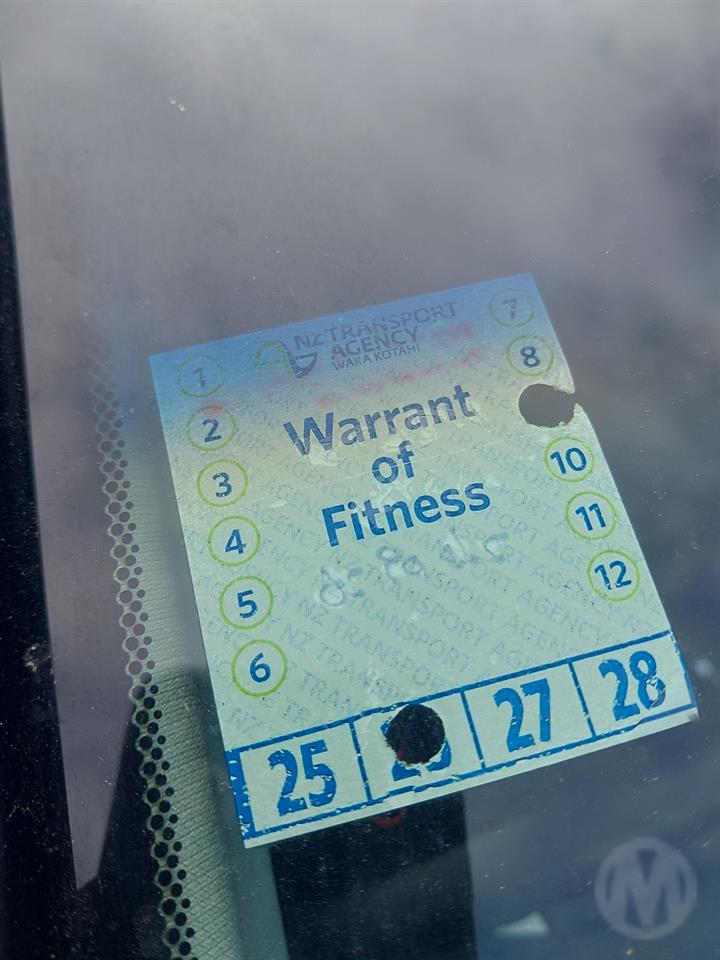 NZ TRANSPORT
AGENCY
WAKA KOTAHI
1
7
2
8
3
4
10
5
11
6
12
Warrant
of
Fitness
25
27
28
M